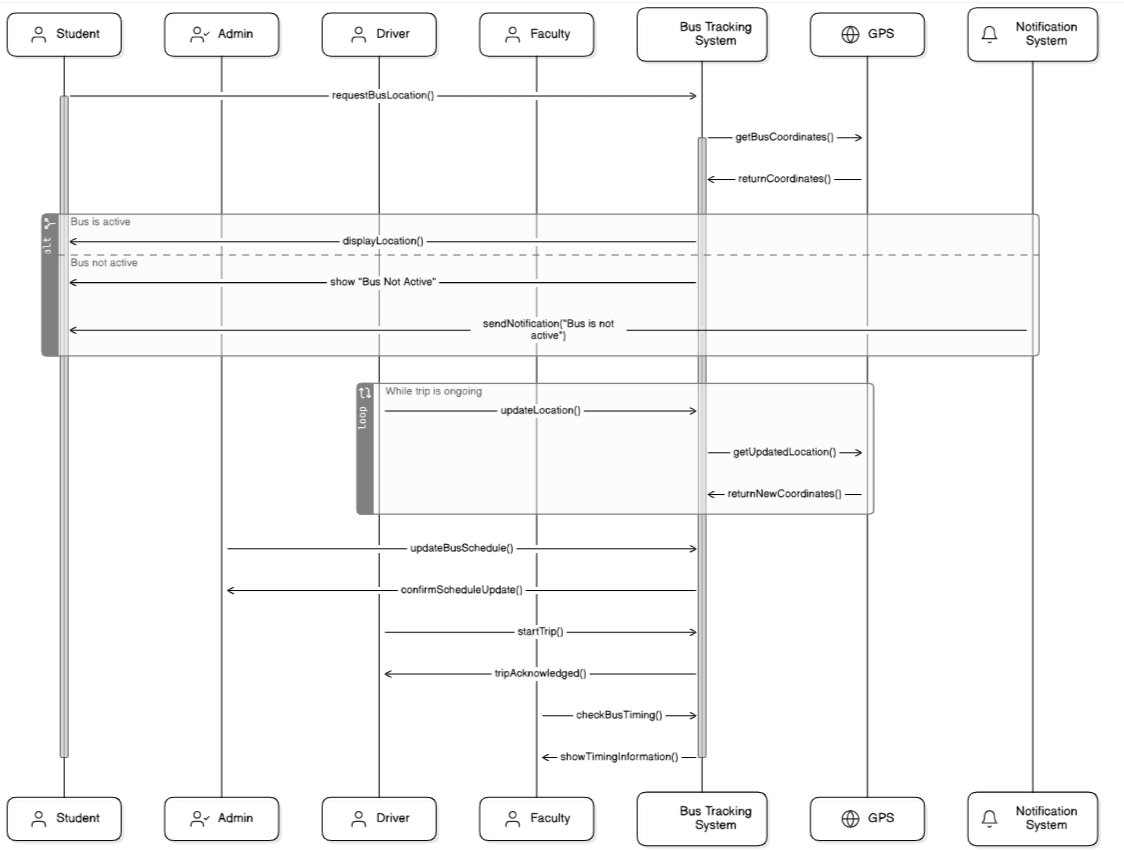 Student
Admin
Driver
Faculty
Bus Tracking
System
GPS
Notification
System
requestBusLocation()
getBusCoordinates()
returnCoordinates()
alt
Bus is active
displayLocation()
Bus not active
show "Bus Not Active"
sendNotification("Bus is not
active")
loop
While trip is ongoing
updateLocation()
getUpdatedLocation()
returnNewCoordinates()
updateBusSchedule()
confirmScheduleUpdate()
startTrip()
tripAcknowledged()
checkBusTiming()
showTimingInformation()
Student
Admin
Driver
Faculty
Bus Tracking
System
GPS
Notification
System